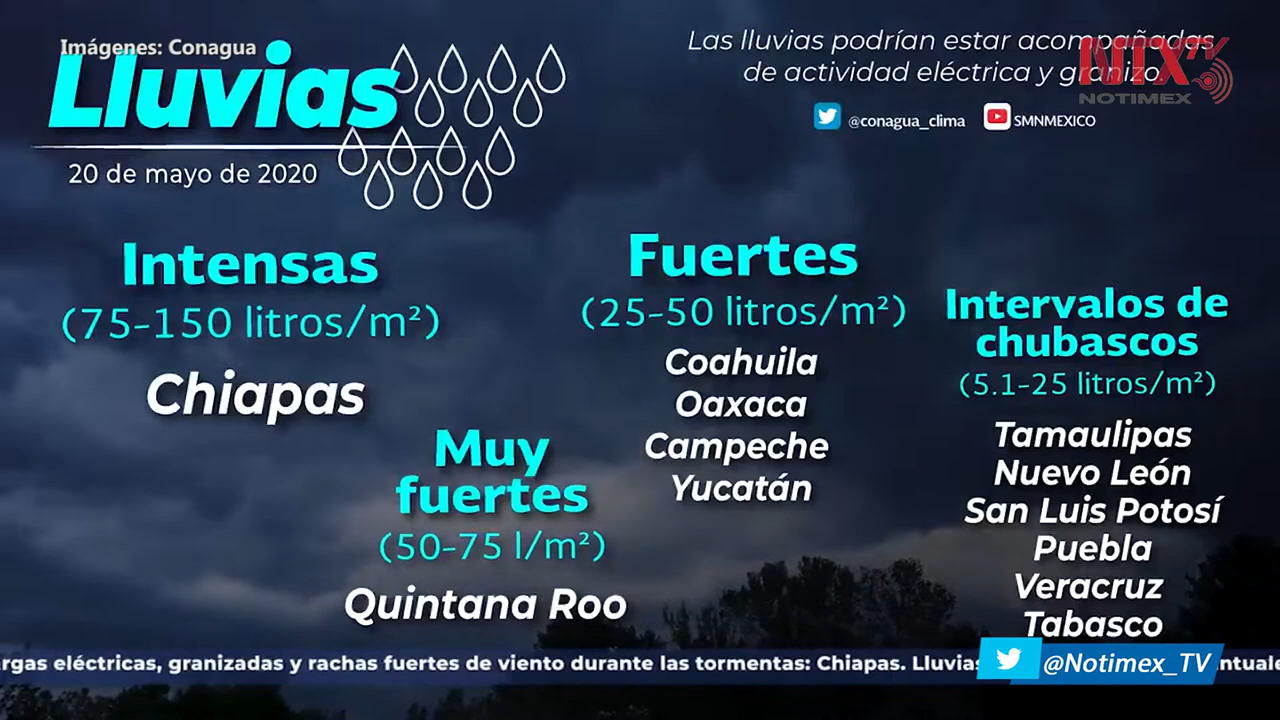 Imágenes: Conagua
Lluvias
20 de mayo de 2020
Las lluvias podrían estar acompañadas
de actividad eléctrica y granizo.
@conagua_clima SMNMEXICO
NTX
NOTIMEX
Intensas
(75-150 litros/m²)
Chiapas
Muy
fuertes
(50-75 l/m²)
Quintana Roo
Fuertes
(25-50 litros/m²)
Coahuila
Oaxaca
Campeche
Yucatán
Intervalos de
chubascos
(5.1-25 litros/m²)
Tamaulipas
Nuevo León
San Luis Potosí
Puebla
Veracruz
Tabasco
eléctricas, granizadas y rachas fuertes de viento durante las tormentas: Chiapas. Lluvias
@Notimex_TV